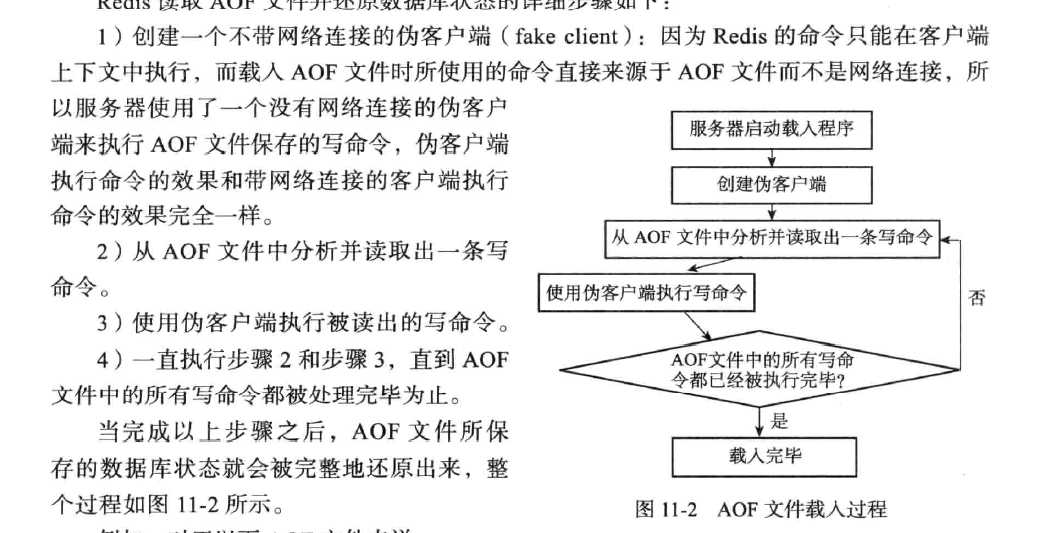 Redis 读取 AOF 文件并还原数据库状态的详细步骤如下：
1）创建一个不带网络连接的伪客户端（fake client）：因为 Redis 的命令只能在客户端
上下文中执行，而载入 AOF 文件时所使用的命令直接来源于 AOF 文件而不是网络连接，所
以服务器使用了一个没有网络连接的伪客户
端来执行 AOF 文件保存的写命令，伪客户端
执行命令的效果和带网络连接的客户端执行
命令的效果完全一样。
2）从 AOF 文件中分析并读取出一条写
命令。
3）使用伪客户端执行被读出的写命令。
4）一直执行步骤 2 和步骤 3，直到 AOF
文件中的所有写命令都被处理完毕为止。
当完成以上步骤之后，AOF 文件所保
存的数据库状态就会被完整地还原出来，整
个过程如图 11-2 所示。
服务器启动载入程序
创建伪客户端
从 AOF 文件中分析并读取出一条写命令
使用伪客户端执行写命令
否
AOF文件中的所有写命
令都已经被执行完毕？
是
载入完毕
图 11-2 AOF 文件载入过程